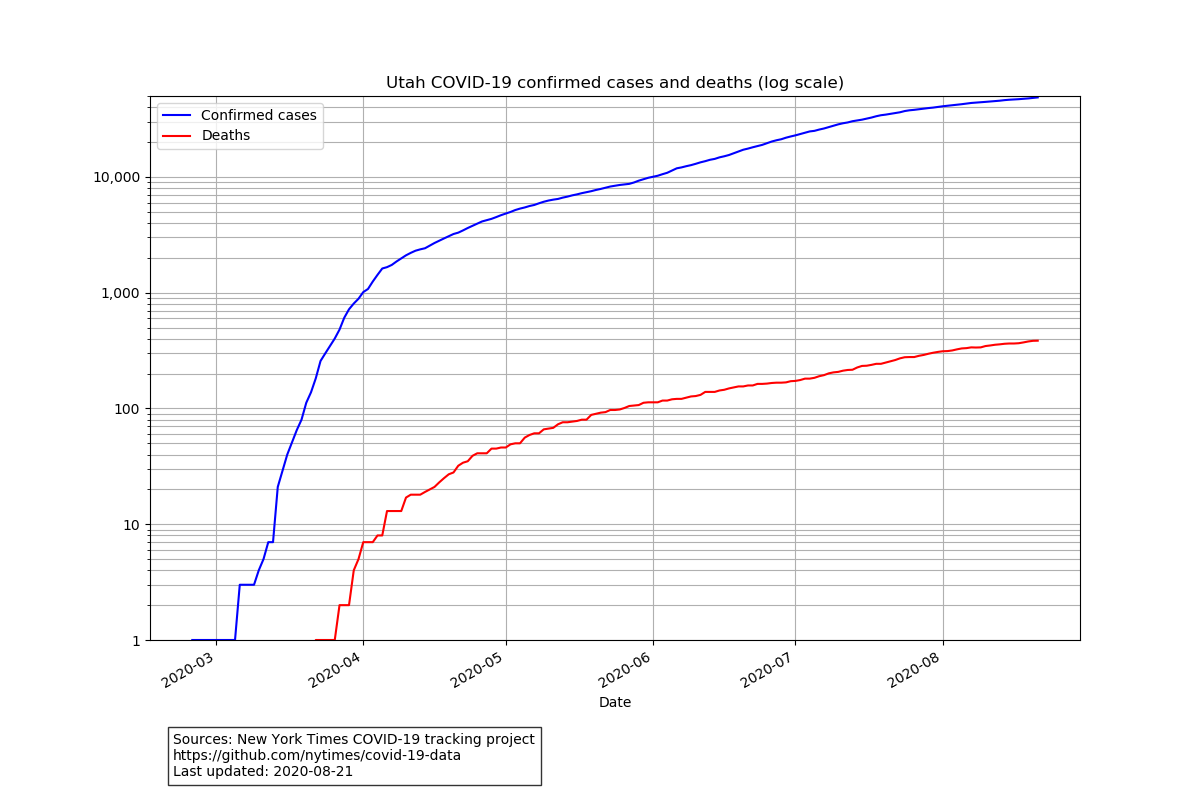 Utah COVID-19 confirmed cases and deaths (log scale)
Confirmed cases
Deaths
10,000
1,000
100
10
1
2020-03
2020-04
2020-05
2020-06
2020-07
2020-08
Date
Sources: New York Times COVID-19 tracking project
https://github.com/nytimes/covid-19-data
Last updated: 2020-08-21